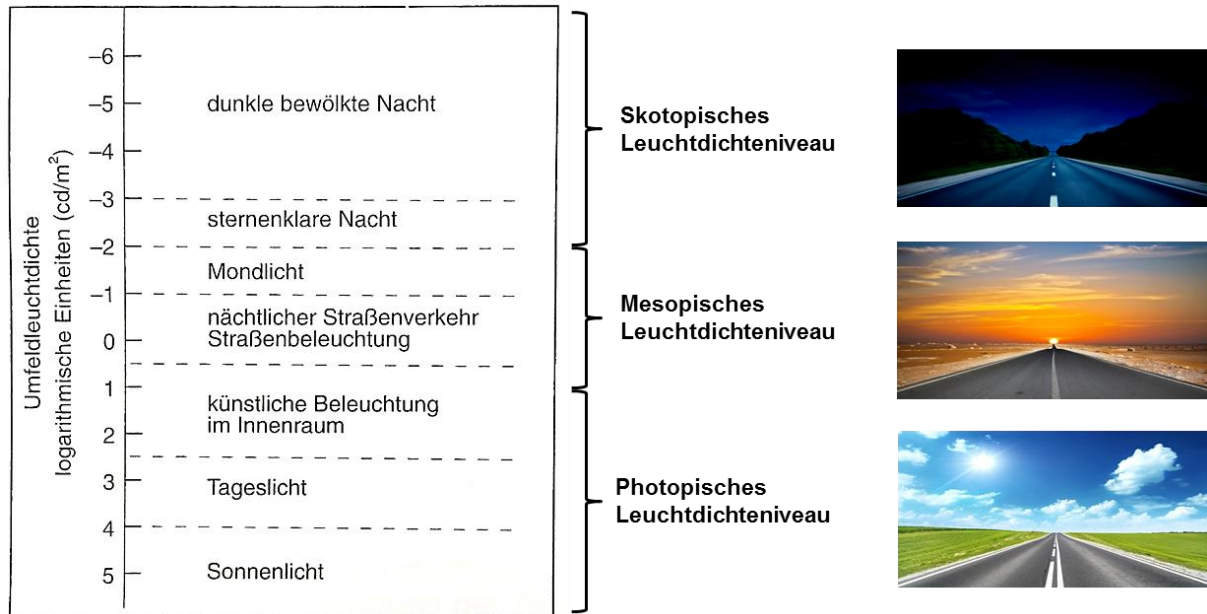 Umfeldleuchtdichte
logarithmische Einheiten (cd/m²)
–6
–5
–4
–3
–2
–1
0
1
2
3
4
5
dunkle bewölkte Nacht
sternenklare Nacht
Mondlicht
nächtlicher Straßenverkehr
Straßenbeleuchtung
künstliche Beleuchtung
im Innenraum
Tageslicht
Sonnenlicht
Skotopisches
Leuchtdichteniveau
Mesopisches
Leuchtdichteniveau
Photopisches
Leuchtdichteniveau